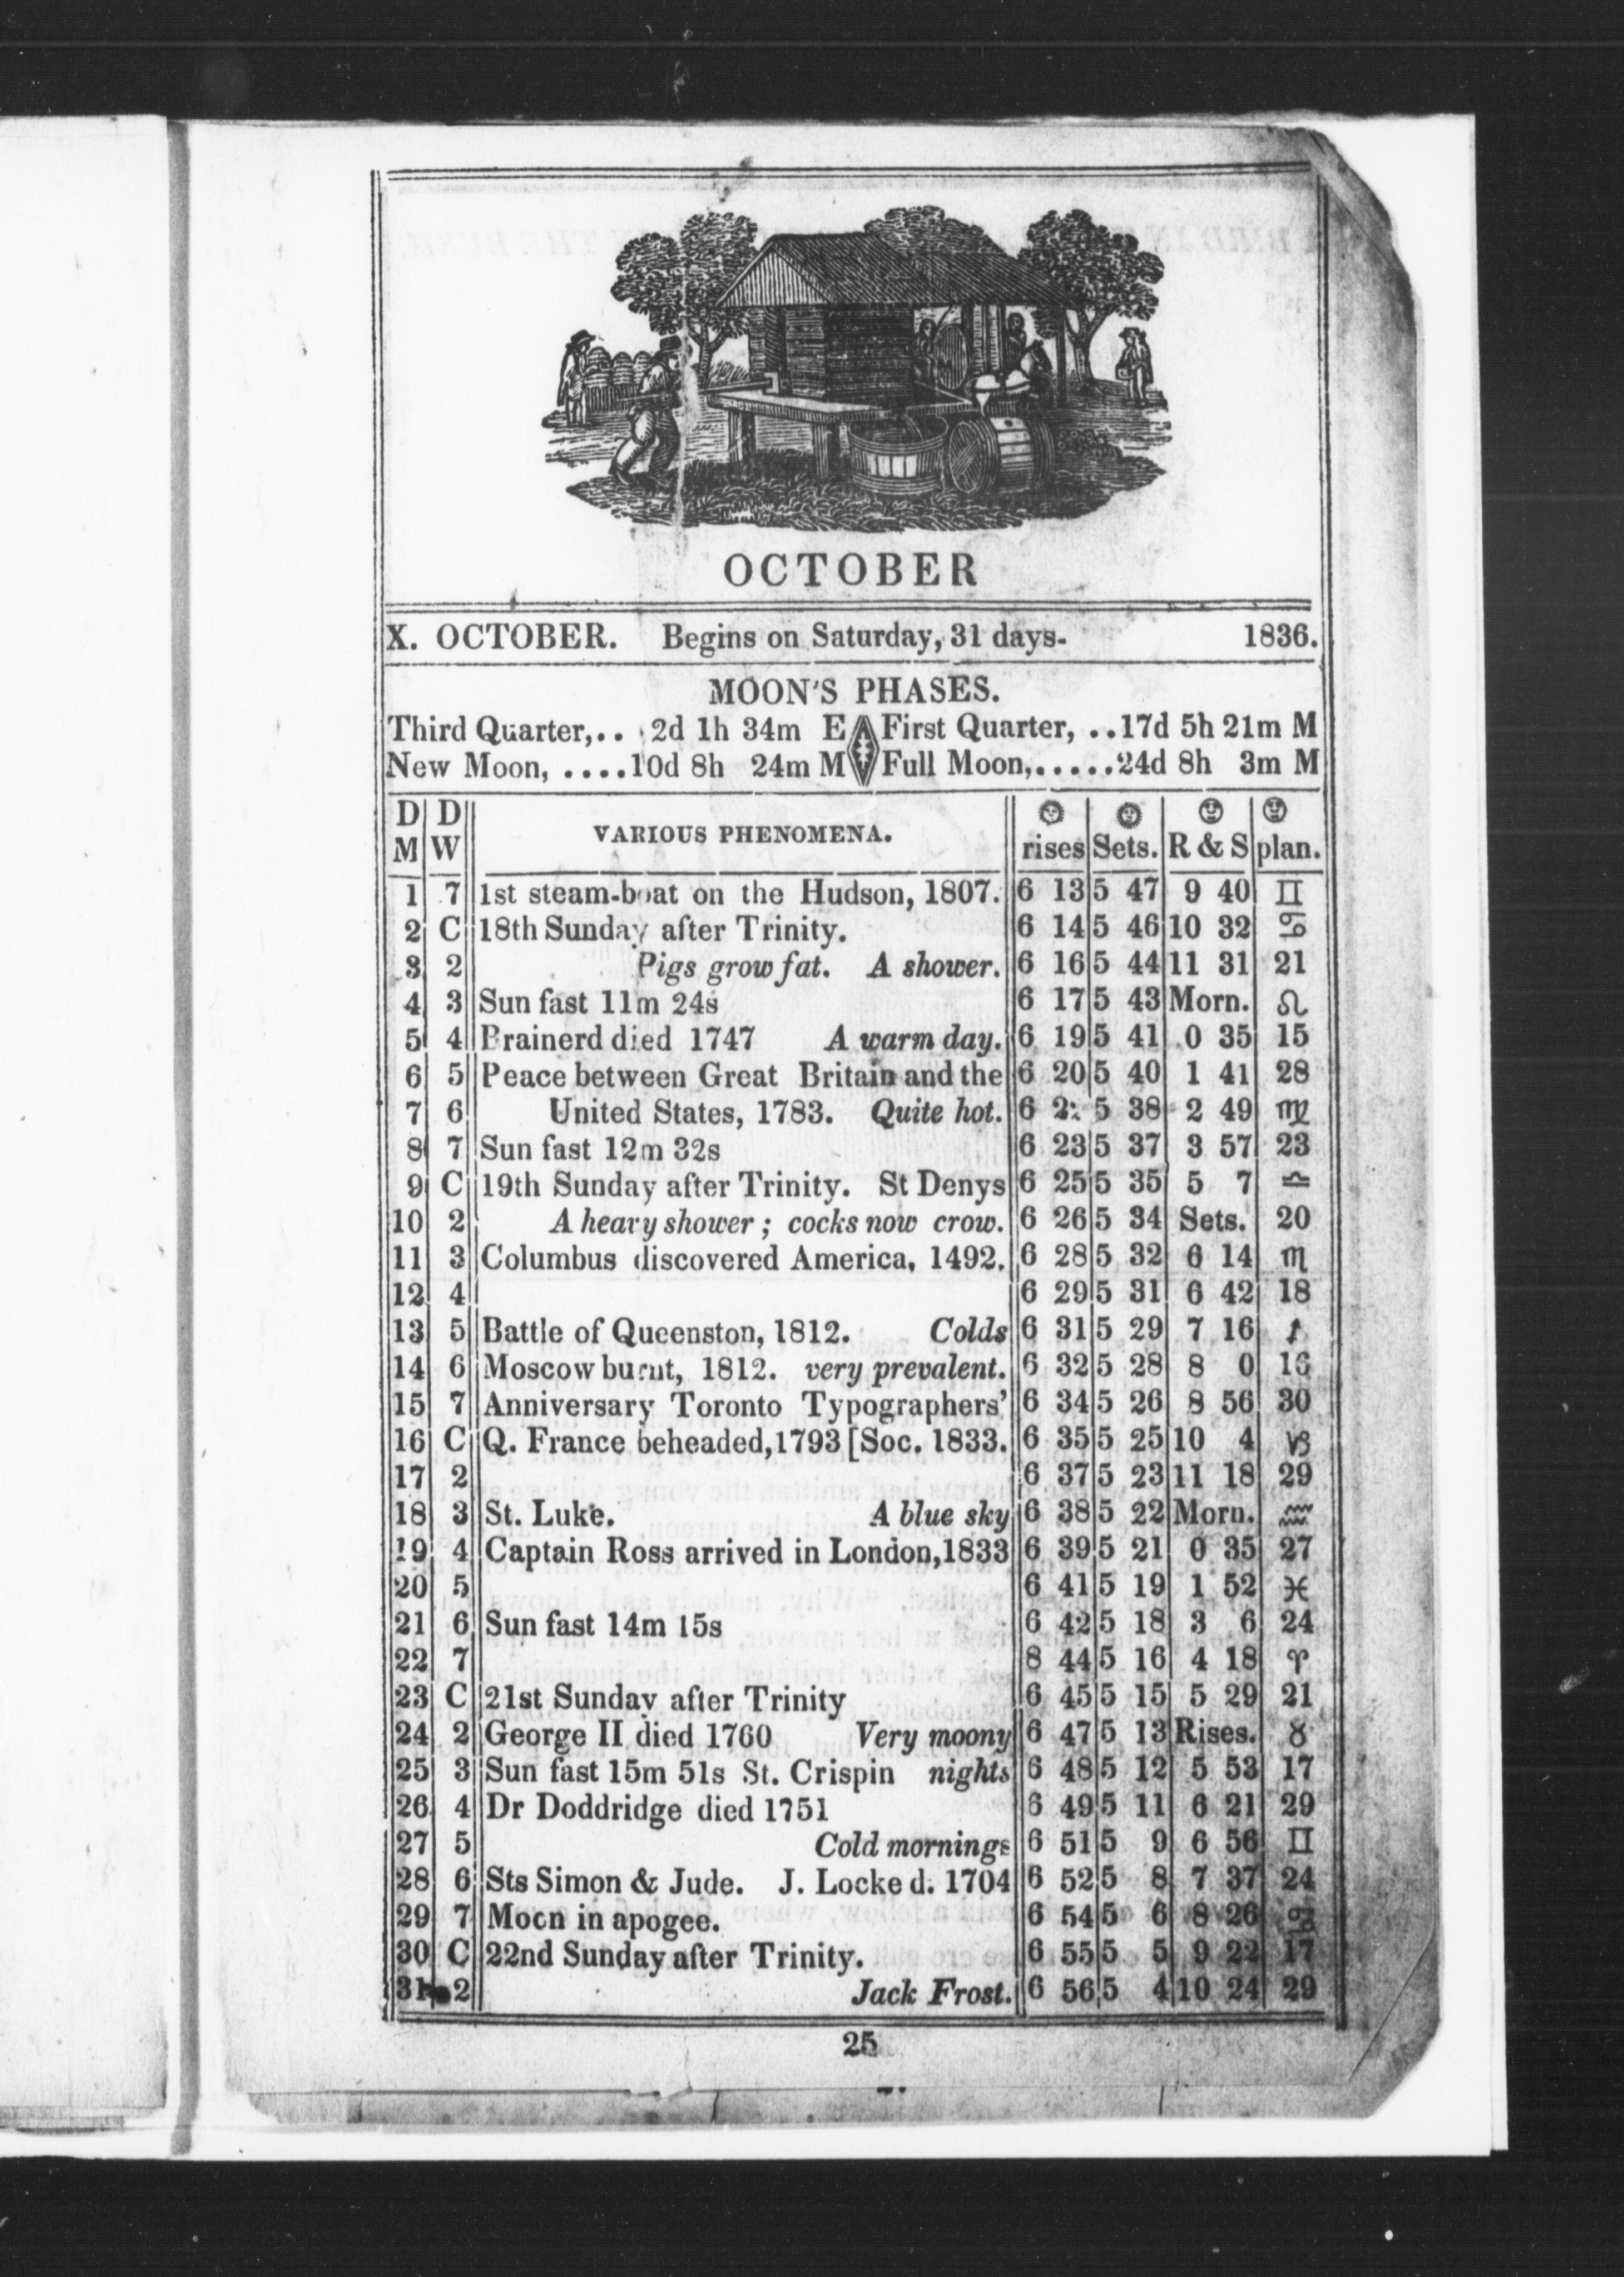 OCTOBER
X. OCTOBER. Begins on Saturday, 31 days- 1836.
MOON'S PHASES.
Third Quarter,.. 2d 1h 34m E First Quarter, ..17d 5h 21m M
New Moon, ....10d 8h 24m M Full Moon,.....24d 8h 3m M
D M D W VARIOUS PHENOMENA. rises Sets. R & S plan.
1 7 1st steam-boat on the Hudson, 1807. 6 13 5 47 9 40 ♊
2 C 18th Sunday after Trinity. 6 14 5 46 10 32 ♋
3 2 Pigs grow fat. A shower. 6 16 5 44 11 31 21
4 3 Sun fast 11m 24s 6 17 5 43 Morn. ♌
5 4 Brainerd died 1747 A warm day. 6 19 5 41 0 35 15
6 5 Peace between Great Britain and the 6 20 5 40 1 41 28
7 6 United States, 1783. Quite hot. 6 5 38 2 49 ♍
8 7 Sun fast 12m 32s 6 23 5 37 3 57 23
9 C 19th Sunday after Trinity. St Denys 6 25 5 35 5 7 ♎
10 2 A heavy shower; cocks now crow. 6 26 5 34 Sets. 20
11 3 Columbus discovered America, 1492. 6 28 5 32 6 14 ♏
12 4 6 29 5 31 6 42 18
13 5 Battle of Queenston, 1812. Colds 6 31 5 29 7 16 ♐
14 6 Moscow burnt, 1812. very prevalent. 6 32 5 28 8 0 16
15 7 Anniversary Toronto Typographers' 6 34 5 26 8 56 30
16 C Q. France beheaded,1793 [Soc. 1833. 6 35 5 25 10 4 ♑
17 2 6 37 5 23 11 18 29
18 3 St. Luke. A blue sky 6 38 5 22 Morn. ♒
19 4 Captain Ross arrived in London,1833 6 39 5 21 0 35 27
20 5 6 41 5 19 1 52 ♓
21 6 Sun fast 14m 15s 6 42 5 18 3 6 24
22 7 8 44 5 16 4 18 ♈
23 C 21st Sunday after Trinity 6 45 5 15 5 29 21
24 2 George II died 1760 Very moony 6 47 5 13 Rises. ♉
25 3 Sun fast 15m 51s St. Crispin nights 6 48 5 12 5 53 17
26 4 Dr Doddridge died 1751 6 49 5 11 6 21 29
27 5 Cold mornings 6 51 5 9 6 56 ♊
28 6 Sts Simon & Jude. J. Locke d. 1704 6 52 5 8 7 37 24
29 7 Moon in apogee. 6 54 5 6 8 26 ♋
30 C 22nd Sunday after Trinity. 6 55 5 5 9 22 17
31 2 Jack Frost. 6 56 5 4 10 24 29
25